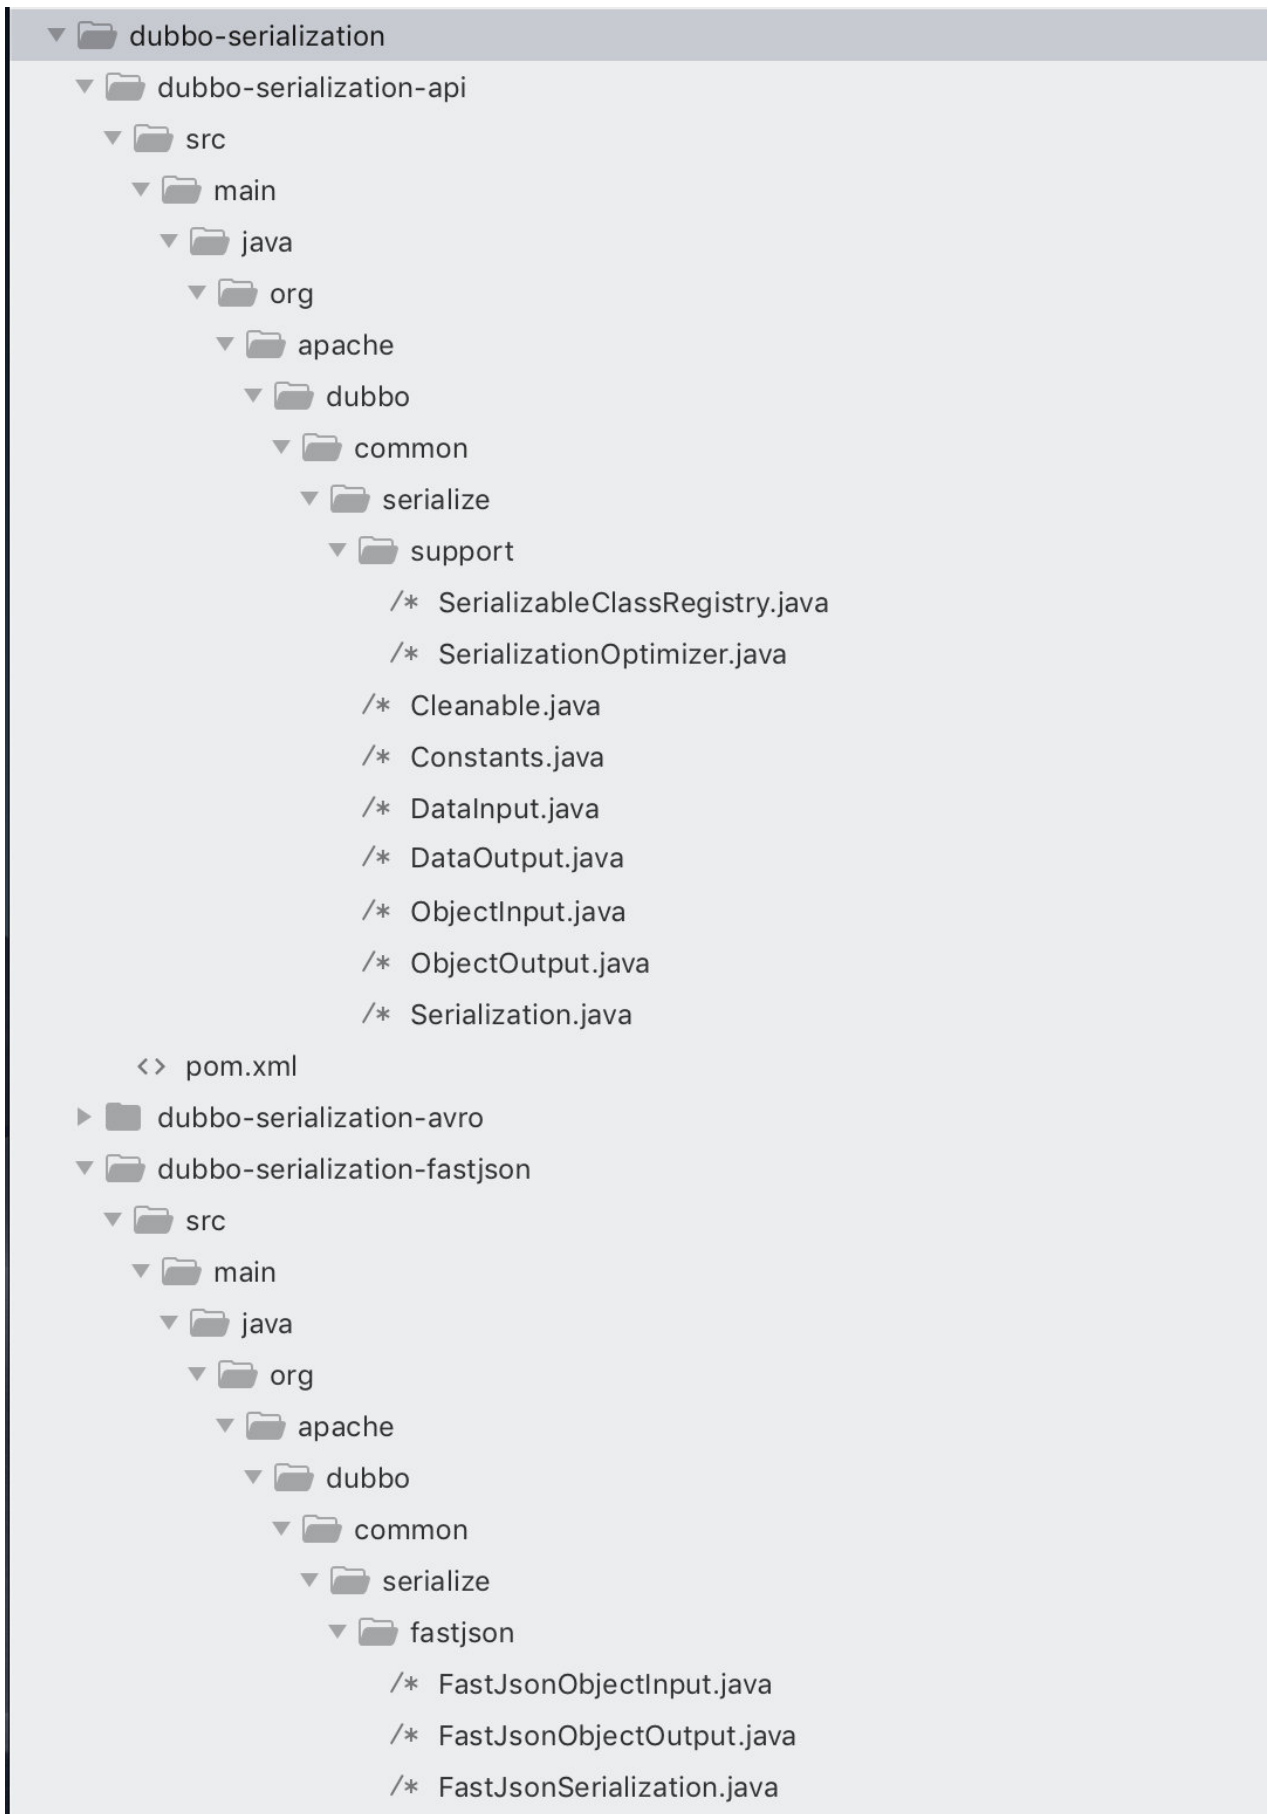 dubbo-serialization
dubbo-serialization-api
src
main
java
org
apache
dubbo
common
serialize
support
/* SerializableClassRegistry.java
/* SerializationOptimizer.java
/* Cleanable.java
/* Constants.java
/* DataInput.java
/* DataOutput.java
/* ObjectInput.java
/* ObjectOutput.java
/* Serialization.java
<> pom.xml
dubbo-serialization-avro
dubbo-serialization-fastjson
src
main
java
org
apache
dubbo
common
serialize
fastjson
/* FastJsonObjectInput.java
/* FastJsonObjectOutput.java
/* FastJsonSerialization.java